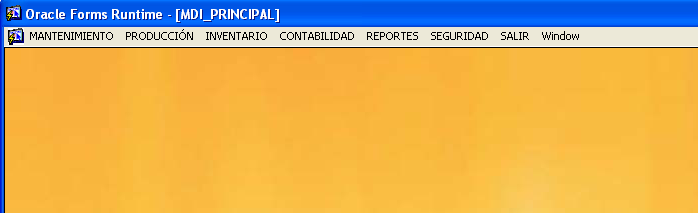 Oracle Forms Runtime - [MDI_PRINCIPAL]
MANTENIMIENTO PRODUCCIÓN INVENTARIO CONTABILIDAD REPORTES SEGURIDAD SALIR Window